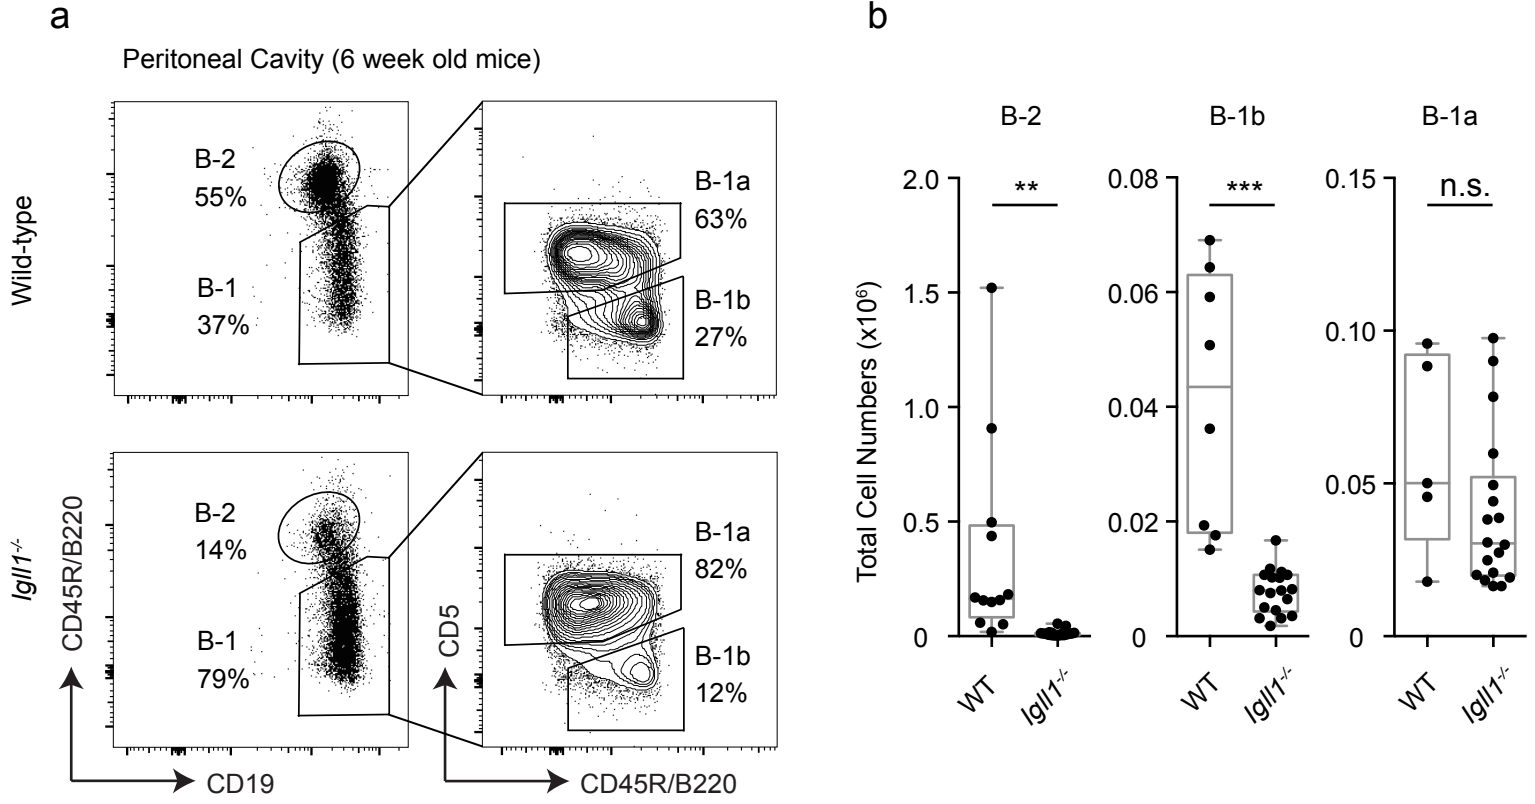 a
Peritoneal Cavity (6 week old mice)
Wild-type
B-2
55%
B-1
37%
B-1a
63%
B-1b
27%
Igll1-/-
B-2
14%
B-1
79%
B-1a
82%
B-1b
12%
CD45R/B220
CD19
CD5
CD45R/B220
b
Total Cell Numbers (x10⁶)
B-2
**
2.0
1.5
1.0
0.5
0
WT
Igll1-/-
B-1b
***
0.08
0.06
0.04
0.02
0
WT
Igll1-/-
B-1a
n.s.
0.15
0.10
0.05
0
WT
Igll1-/-